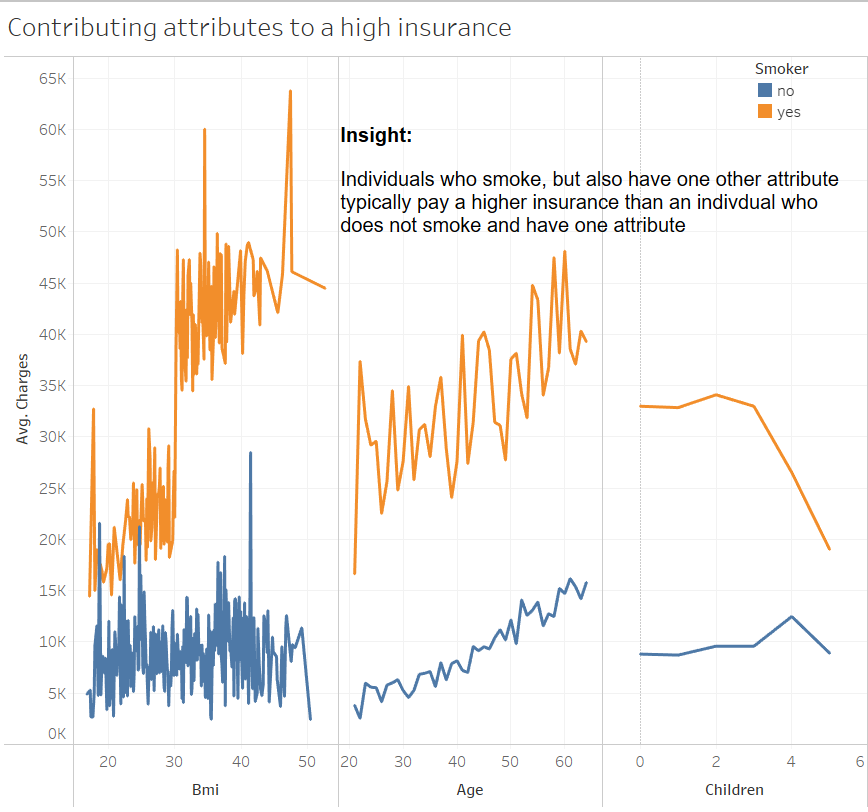 Contributing attributes to a high insurance
Smoker
no
yes
Insight:
Individuals who smoke, but also have one other attribute
typically pay a higher insurance than an indivdual who
does not smoke and have one attribute
Avg. Charges
65K
60K
55K
50K
45K
40K
35K
30K
25K
20K
15K
10K
5K
0K
20 30 40 50
20 30 40 50 60
0 2 4 6
Bmi
Age
Children